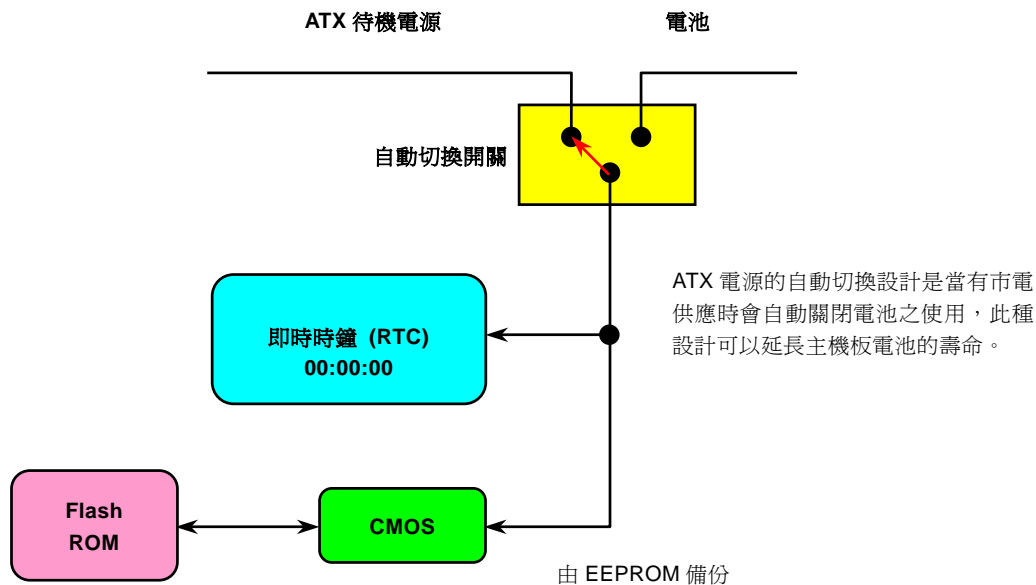 ATX 待機電源
電池
自動切換開關
ATX 電源的自動切換設計是當有市電
供應時會自動關閉電池之使用，此種
設計可以延長主機板電池的壽命。
即時時鐘 (RTC)
00:00:00
Flash
ROM
CMOS
由 EEPROM 備份